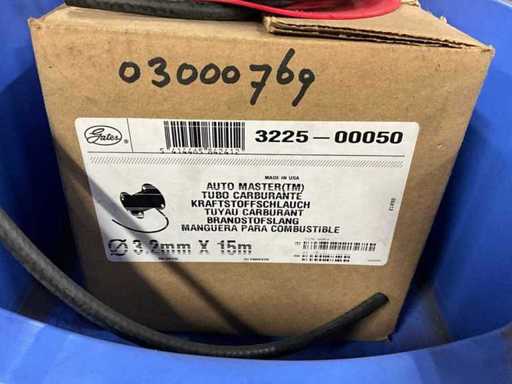 03000769
Gates
3225-00050
MADE IN USA
AUTO MASTER(TM)
TUBO CARBURANTE
KRAFTSTOFFSCHLAUCH
TUYAU CARBURANT
BRANDSTOFSLANG
MANGUERA PARA COMBUSTIBLE
Ø 3.2mm X 15m